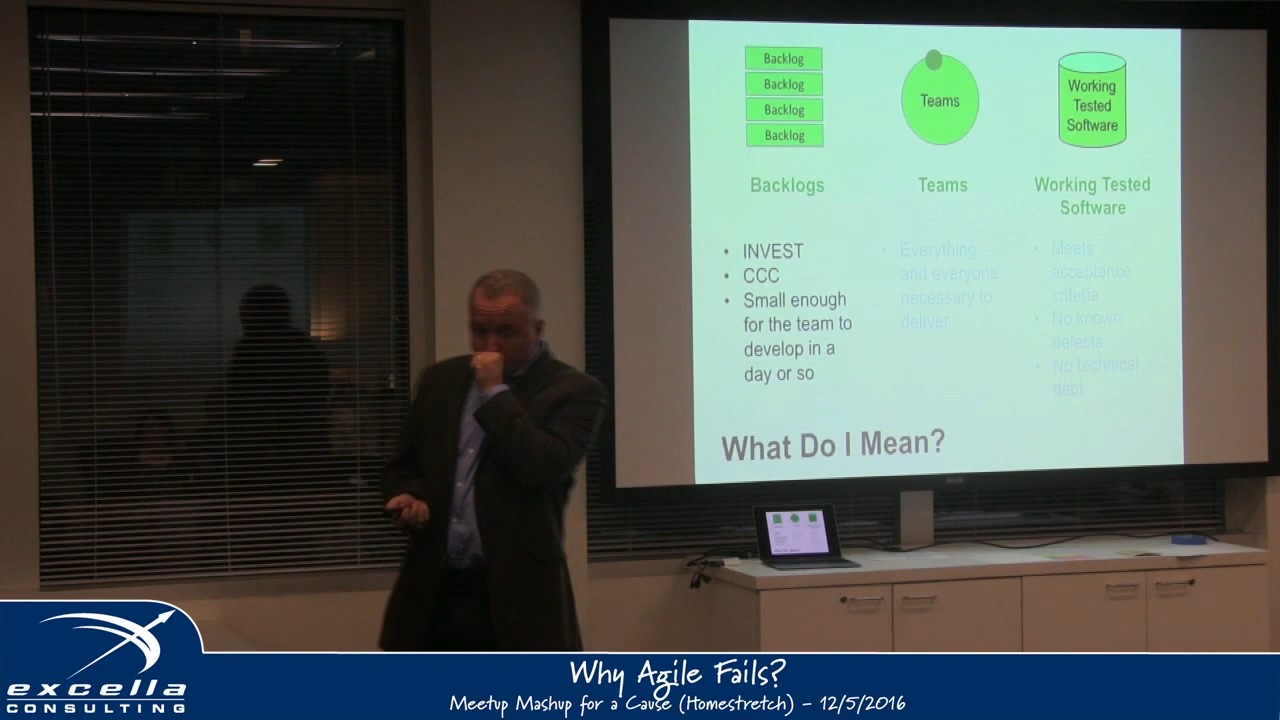 Backlog
Backlog
Backlog
Backlog
Teams
Working
Tested
Software
Backlogs
Teams
Working Tested
Software
• INVEST
• CCC
• Small enough
for the team to
develop in a
day or so
• Everything
and everyone
necessary to
deliver
• Meets
acceptance
criteria
• No known
defects
• No technical
debt
What Do I Mean?
excella
CONSULTING
Why Agile Fails?
Meetup Mashup for a Cause (Homestretch) - 12/5/2016